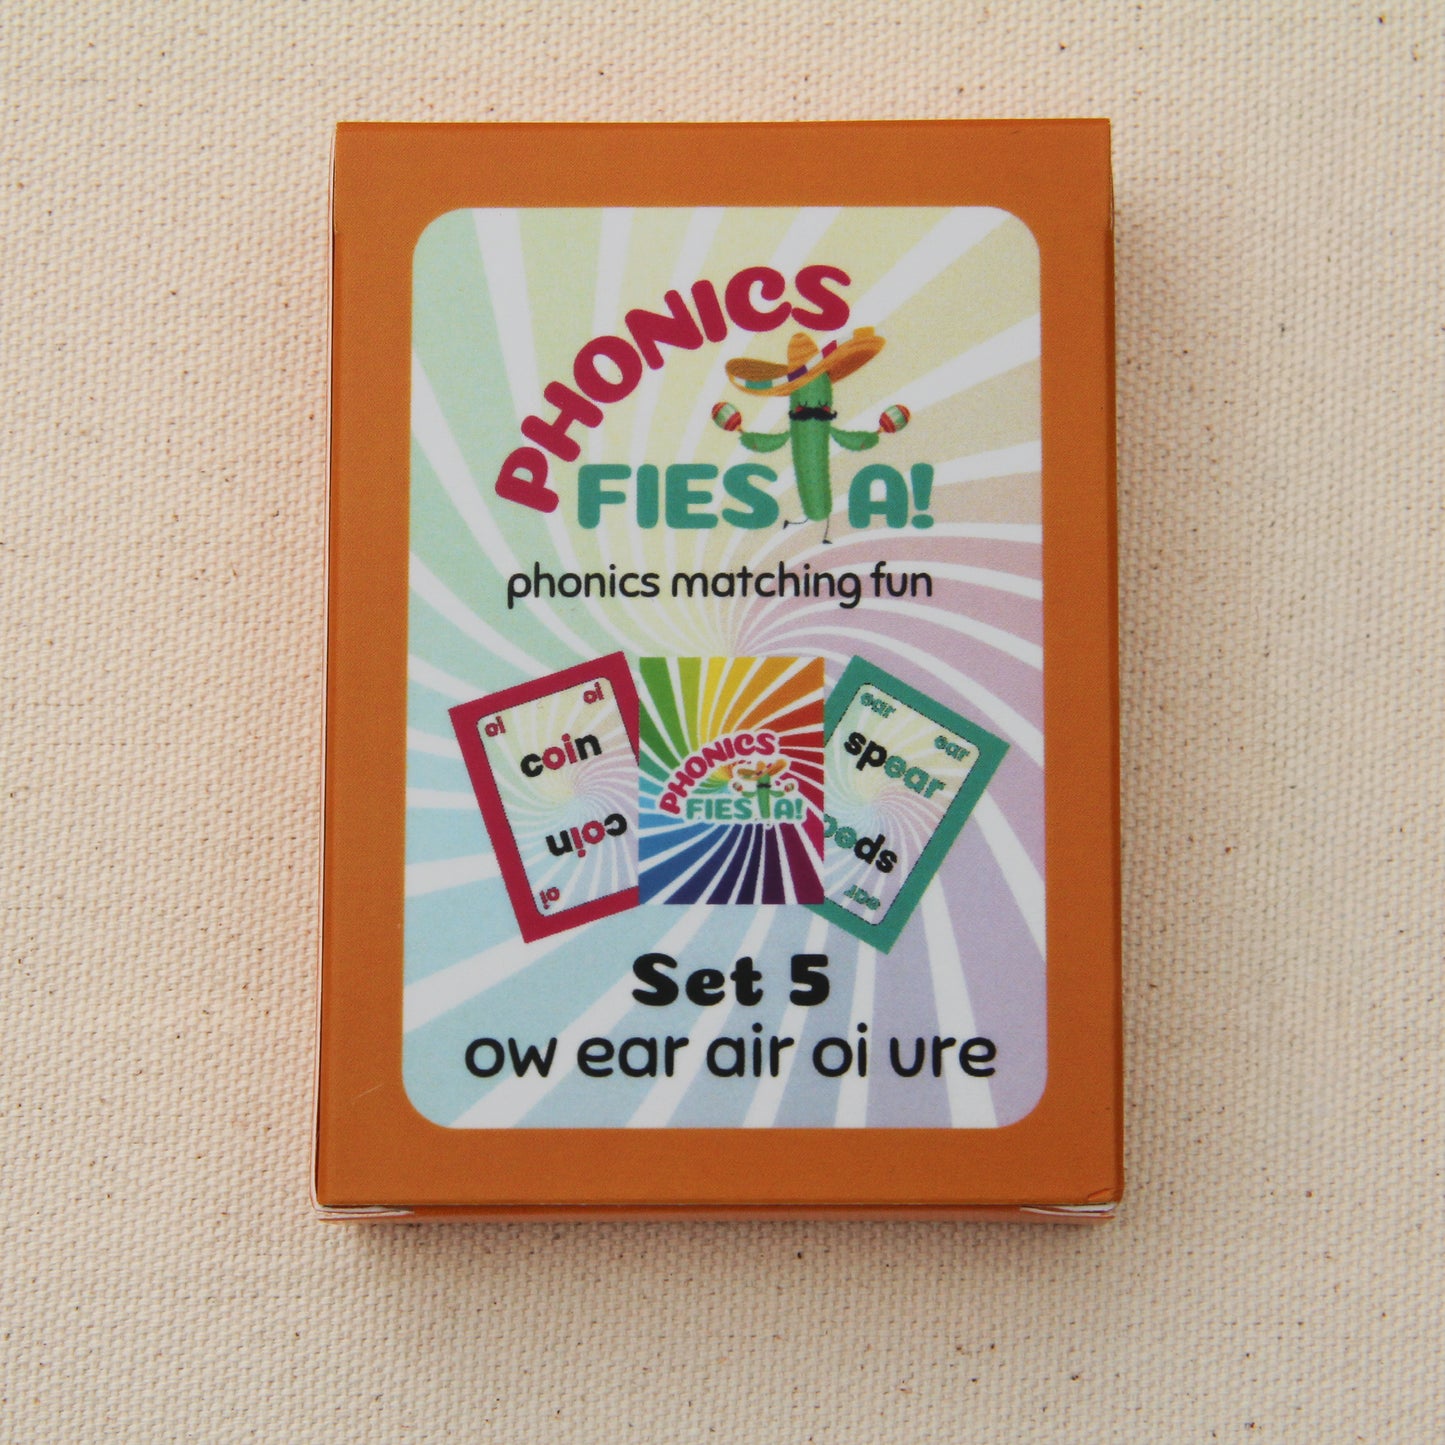 PHONICS
FIESTA!
phonics matching fun
oi
oi
coin
coin
oi
PHONICS
FIESTA!
ear
ear
spear
ear
Set 5
ow ear air oi ure